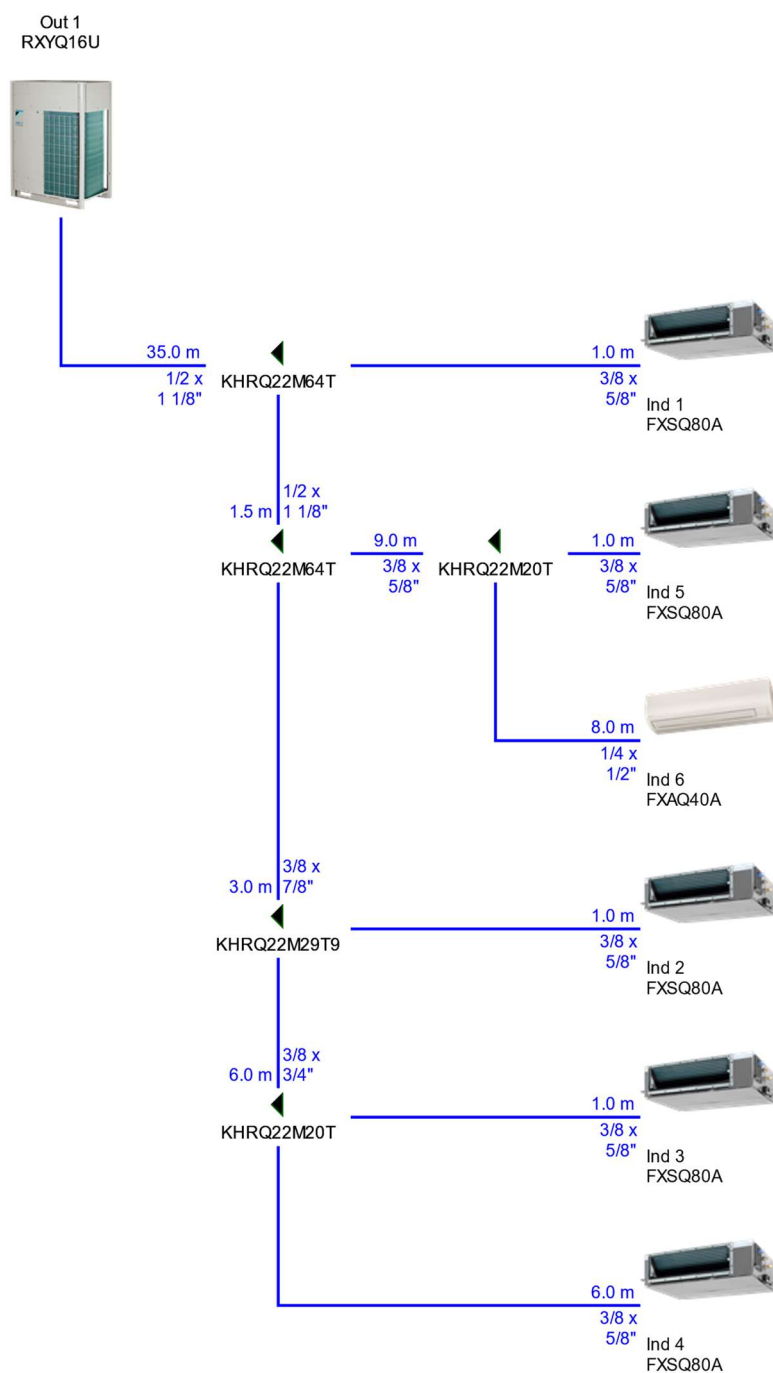 Out 1
RXYQ16U
35.0 m
1/2 x
1 1/8"
KHRQ22M64T
1.0 m
3/8 x
5/8"
Ind 1
FXSQ80A
1.5 m
1/2 x
1 1/8"
KHRQ22M64T
9.0 m
3/8 x
5/8"
KHRQ22M20T
1.0 m
3/8 x
5/8"
Ind 5
FXSQ80A
8.0 m
1/4 x
1/2"
Ind 6
FXAQ40A
3.0 m
3/8 x
7/8"
KHRQ22M29T9
1.0 m
3/8 x
5/8"
Ind 2
FXSQ80A
6.0 m
3/8 x
3/4"
KHRQ22M20T
1.0 m
3/8 x
5/8"
Ind 3
FXSQ80A
6.0 m
3/8 x
5/8"
Ind 4
FXSQ80A